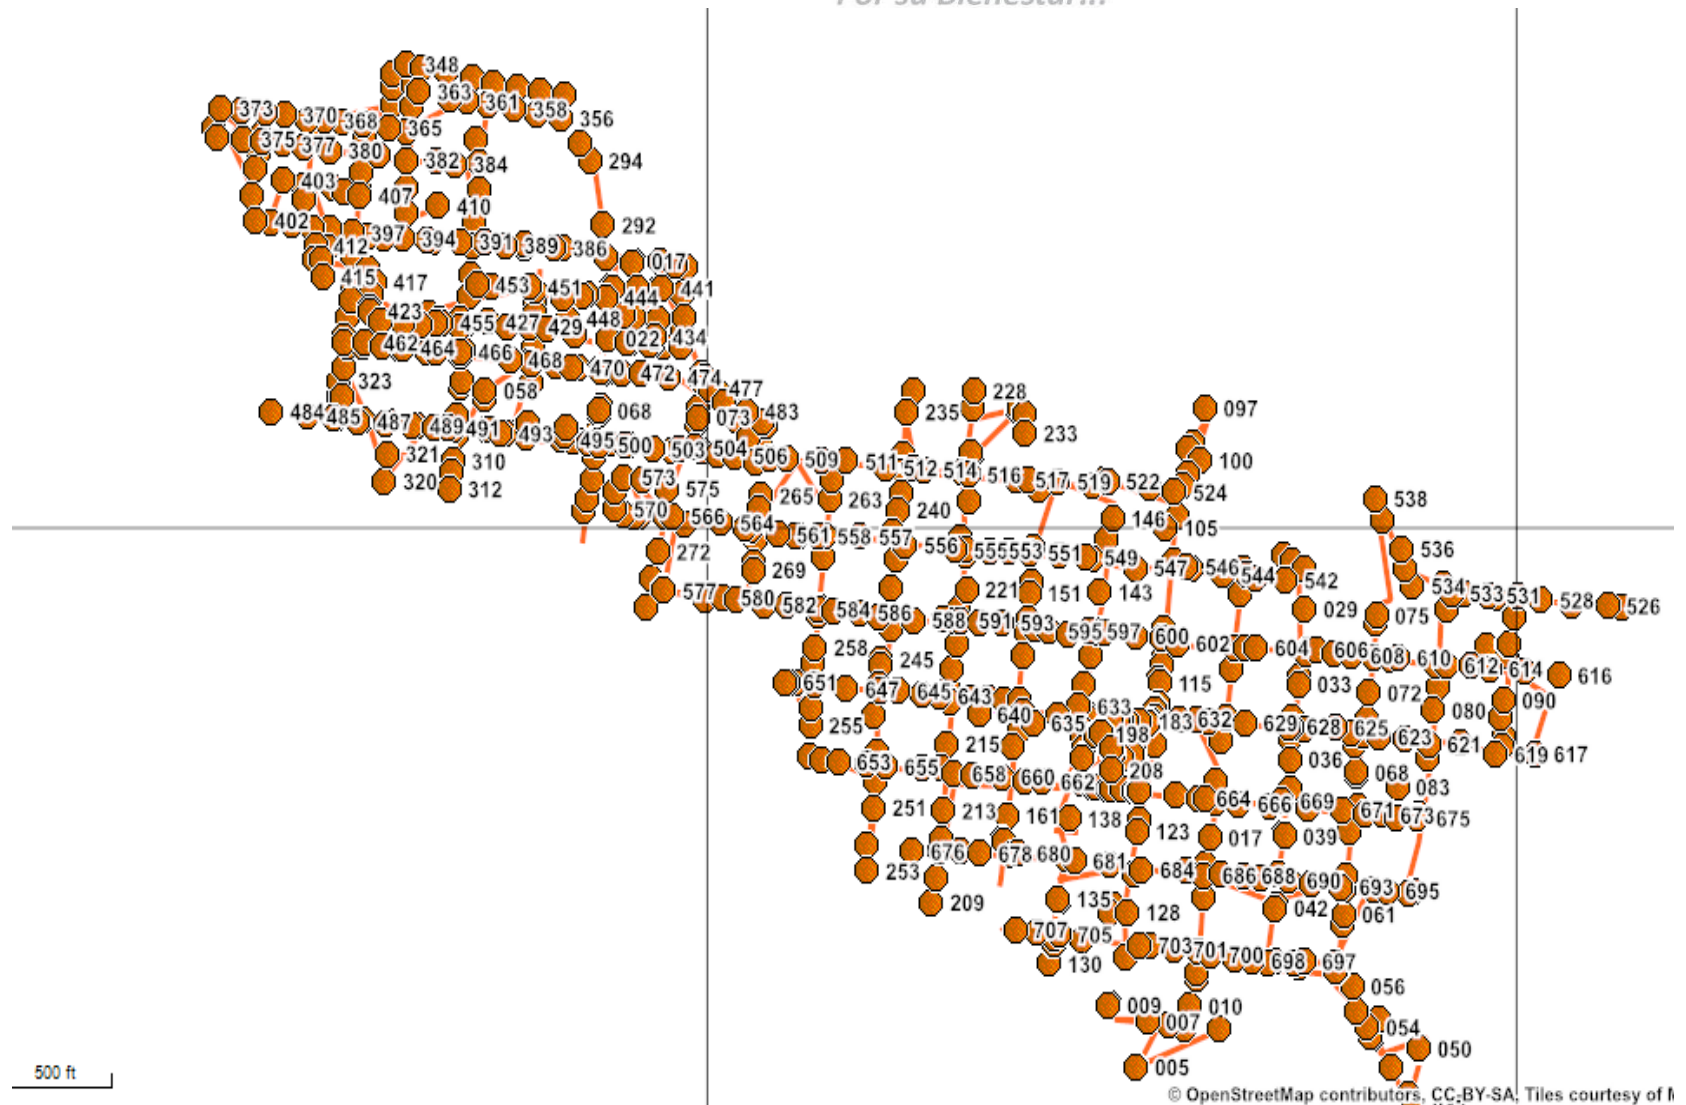 Por su Bienestar...
348
363 361 358 356
373 370 368 365
375 377 380 382 384 294
403 407 410
402 397 394 391 389 386 292
412 017
415 417 453 451 444 441
423 455 427 429 448 022 434
462 464 466 468 470 472 474 477
323 058
484 485 487 489 491 493 068 073 483
495 500 503 504 506 509 511 512 514 516 517 519 522 524
228 235 233 097 100
321 310
320 312
573 575 265 263 240 146 105 538
570 566 564 561 558 557 556 555 553 551 549 547 546 544 542 536
272 269 221 151 143 029 075
577 580 582 584 586 588 591 593 595 597 600 602 604 606 608 610 612 614 616
534 533 531 528 526
258 245 115 033 072 080 090
651 647 645 643 640 635 633 183 632 629 628 625 623 621 619 617
255 215 198 036 068 083
653 655 658 660 662 208 664 666 669 671 673 675
251 213 161 138 123 017 039
253 676 678 680 681 684 686 688 690 693 695
209 135 128 042 061
707 705 703 701 700 698 697
130 056
009 007 010 054
005 050
500 ft
© OpenStreetMap contributors, CC-BY-SA, Tiles courtesy of